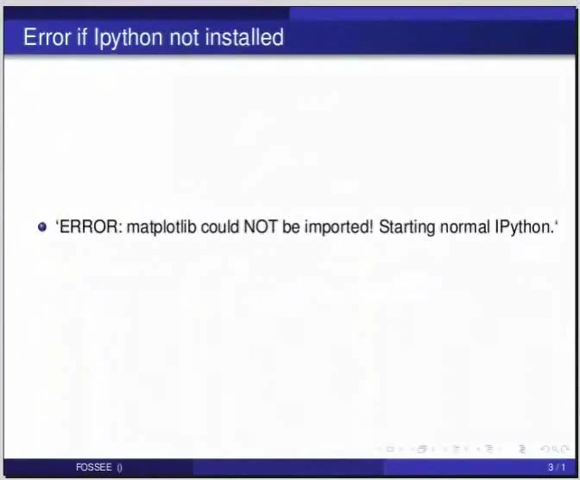 Error if Ipython not installed
‘ERROR: matplotlib could NOT be imported! Starting normal IPython.‘
FOSSEE ()
3 / 1